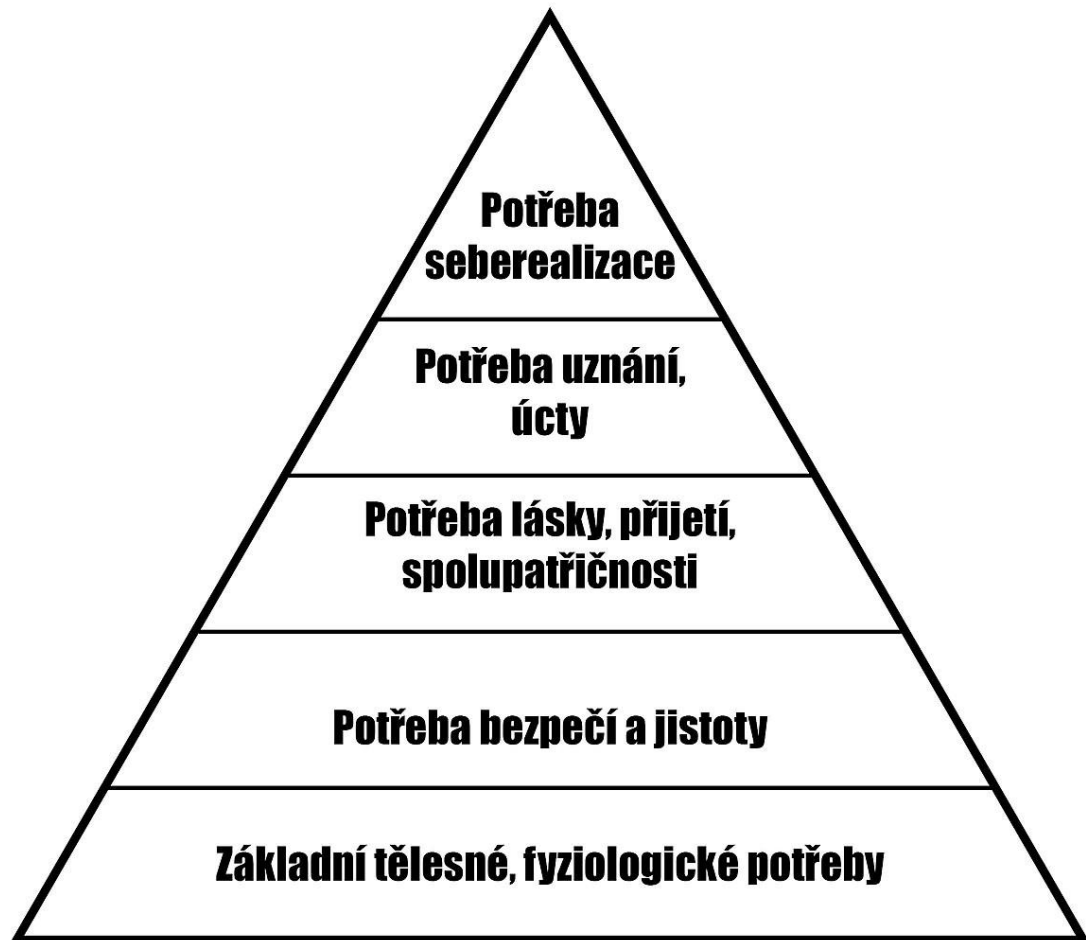 Potřeba
seberealizace
Potřeba uznání,
úcty
Potřeba lásky, přijetí,
spolupatřičnosti
Potřeba bezpečí a jistoty
Základní tělesné, fyziologické potřeby